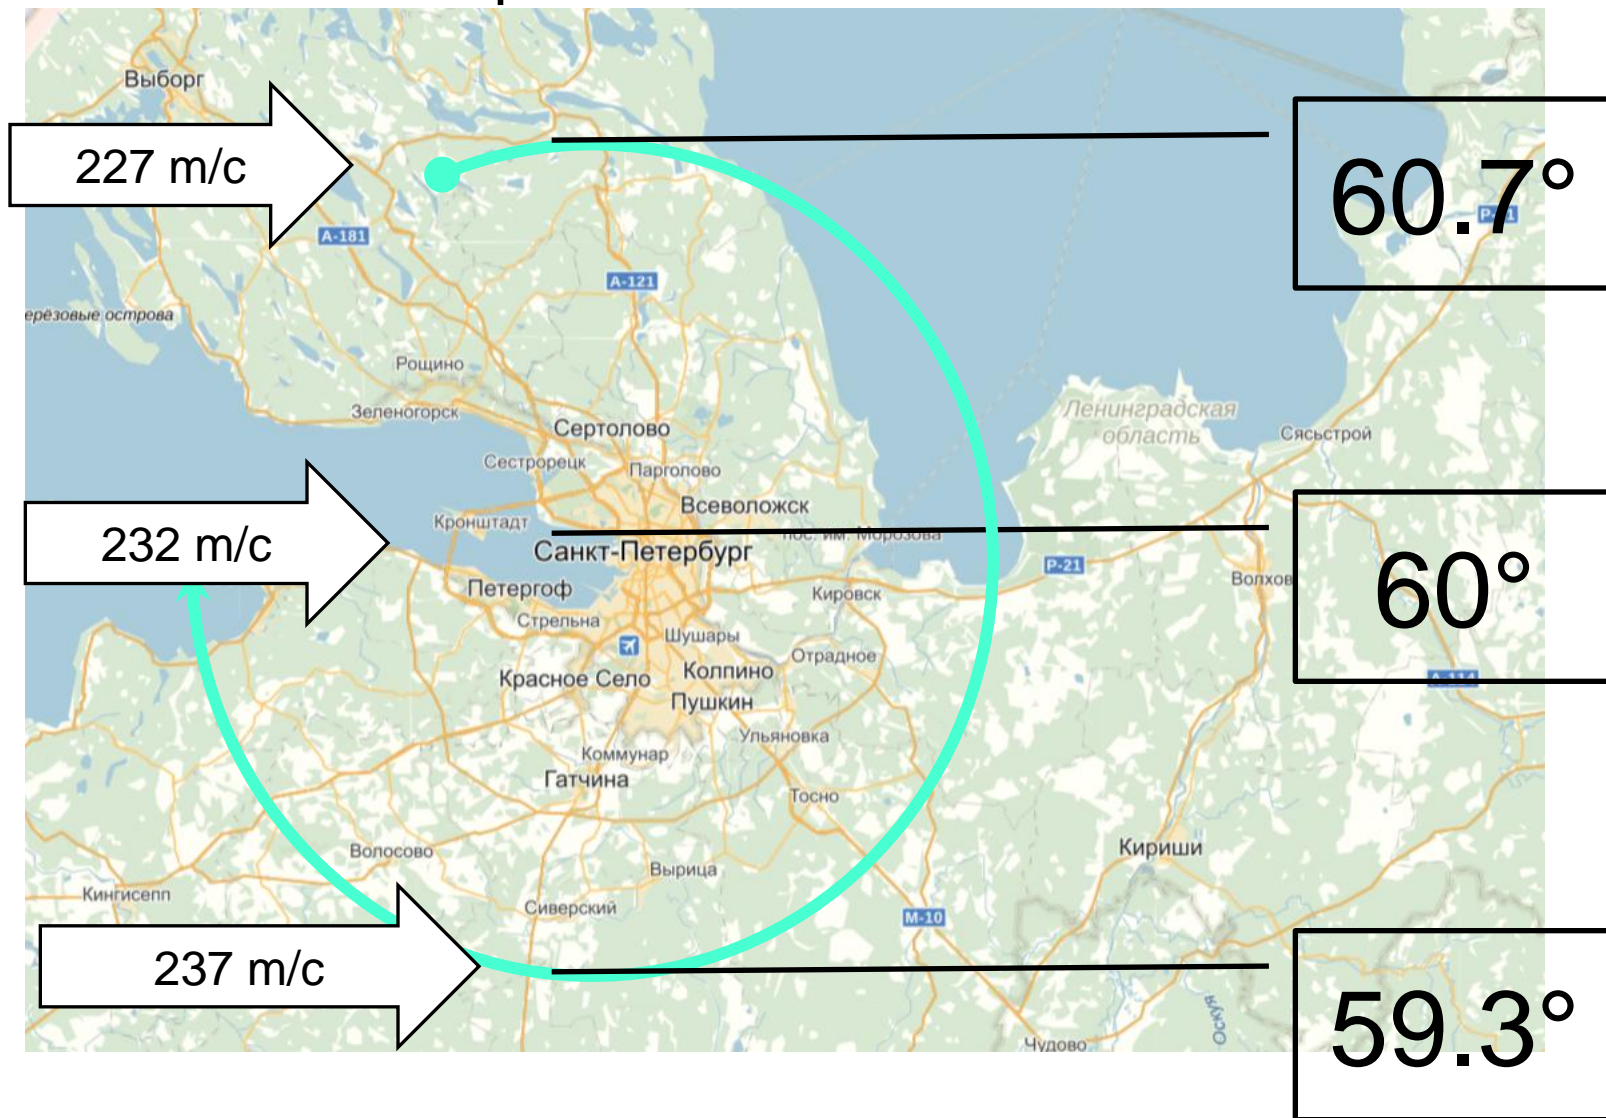 Выборг
227 m/c
60.7°
А-181
А-121
ерёзовые острова
Рощино
Зеленогорск
Ленинградская
область
Сертолово
Сясьстрой
Сестрорецк
Парголово
Всеволожск
Кронштадт
пос. им. Морозова
232 m/c
Санкт-Петербург
60°
Р-21
Волхов
Петергоф
Кировск
Стрельна
Шушары
Отрадное
Красное Село
Колпино
Пушкин
Ульяновка
Коммунар
Гатчина
Тосно
Волосово
Кириши
Вырица
Кингисепп
Сиверский
М-10
237 m/c
59.3°
Оскуя
Чудово